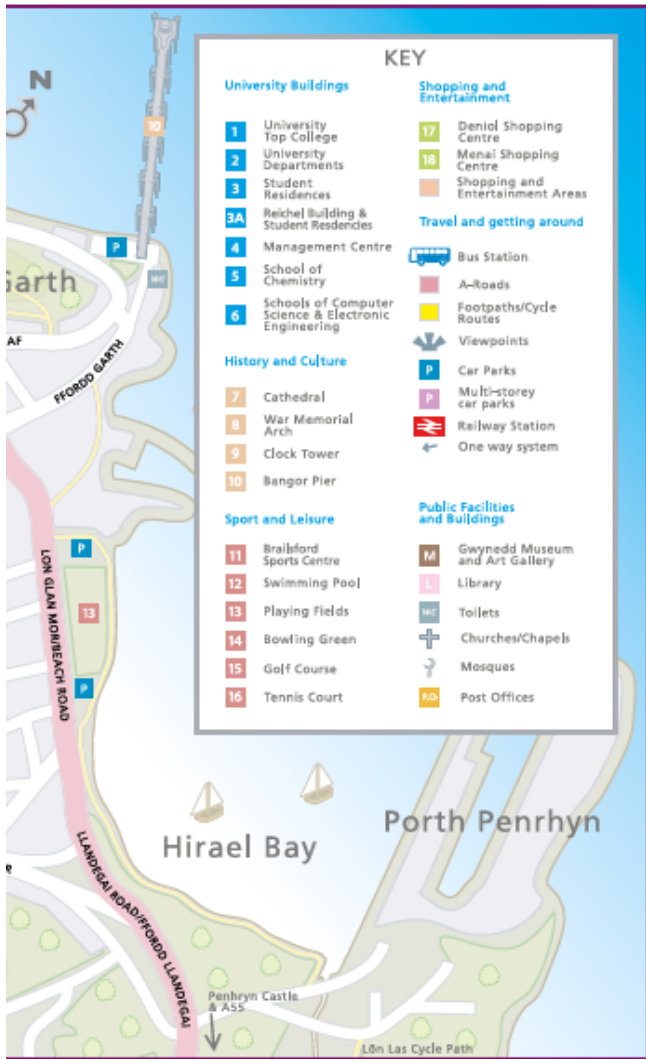 N
10
P
WC
Garth
AF
FFORDD GARTH
P
LON GLAN MOR/BEACH ROAD
13
P
LLANDEGAI ROAD/FFORDD LLANDEGAI
R
Hirael Bay
Porth Penrhyn
Penhryn Castle
& A55
Lôn Las Cycle Path
KEY
University Buildings
1 University
Top College
2 University
Departments
3 Student
Residences
3A Reichel Building &
Student Resdencies
4 Management Centre
5 School of
Chemistry
6 Schools of Computer
Science & Electronic
Engineering
History and Culture
7 Cathedral
8 War Memorial
Arch
9 Clock Tower
10 Bangor Pier
Sport and Leisure
11 Brailsford
Sports Centre
12 Swimming Pool
13 Playing Fields
14 Bowling Green
15 Golf Course
16 Tennis Court
Shopping and
Entertainment
17 Deniol Shopping
Centre
18 Menai Shopping
Centre
Shopping and
Entertainment Areas
Travel and getting around
Bus Station
A-Roads
Footpaths/Cycle
Routes
Viewpoints
P Car Parks
P Multi-storey
car parks
Railway Station
One way system
Public Facilities
and Buildings
M Gwynedd Museum
and Art Gallery
L Library
WC Toilets
Churches/Chapels
Mosques
P.O. Post Offices